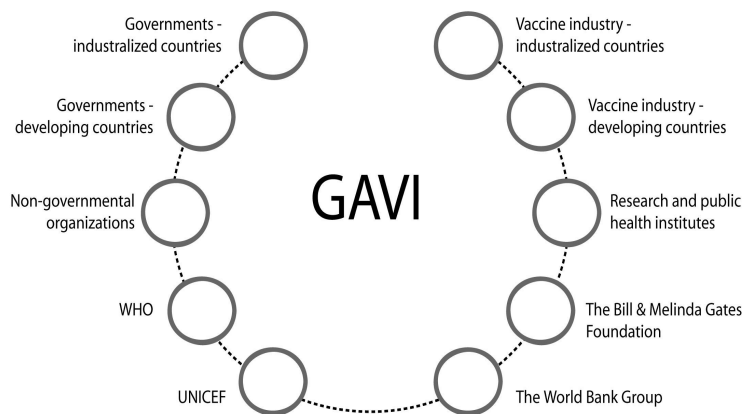 Governments -
industralized countries
Governments -
developing countries
Non-governmental
organizations
WHO
UNICEF
GAVI
Vaccine industry -
industralized countries
Vaccine industry -
developing countries
Research and public
health institutes
The Bill & Melinda Gates
Foundation
The World Bank Group